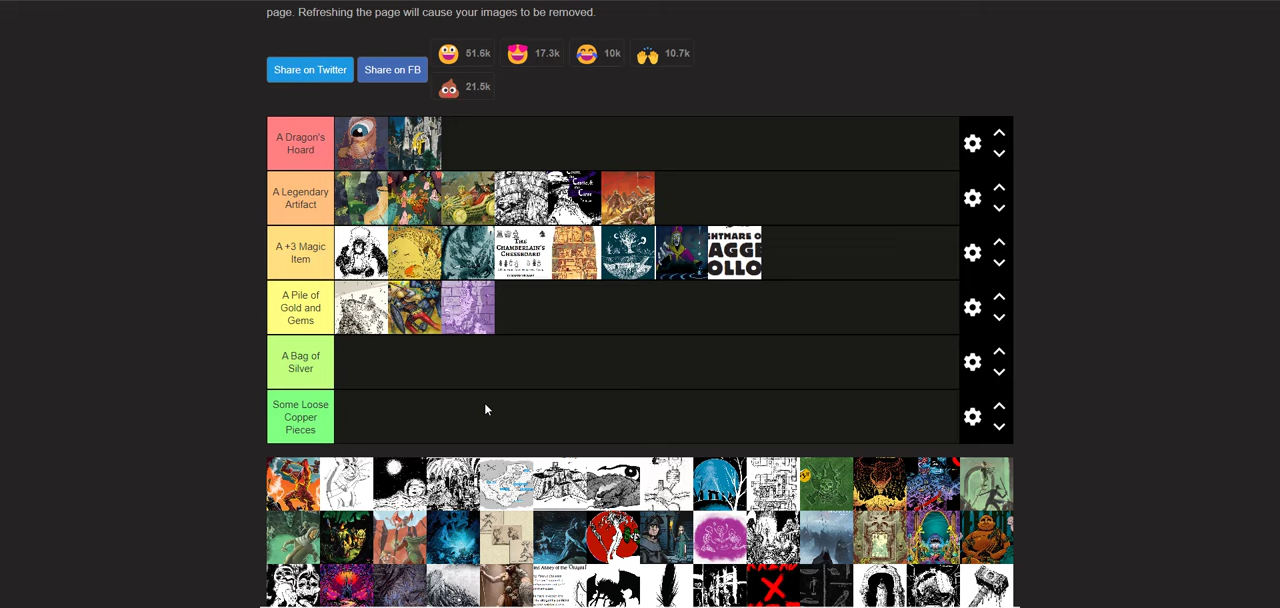 page. Refreshing the page will cause your images to be removed.
Share on Twitter
Share on FB
51.6k
17.3k
10k
10.7k
21.5k
A Dragon's
Hoard
A Legendary
Artifact
A +3 Magic
Item
THE
CHAMBERLAIN'S
CHESSBOARD
A Pile of
Gold and
Gems
A Bag of
Silver
Some Loose
Copper
Pieces